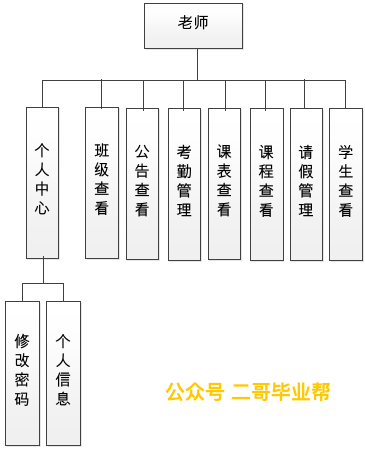 老师
个人中心
班级查看
公告查看
考勤管理
课表查看
课程查看
请假管理
学生查看
修改密码
个人信息
公众号 二哥毕业帮